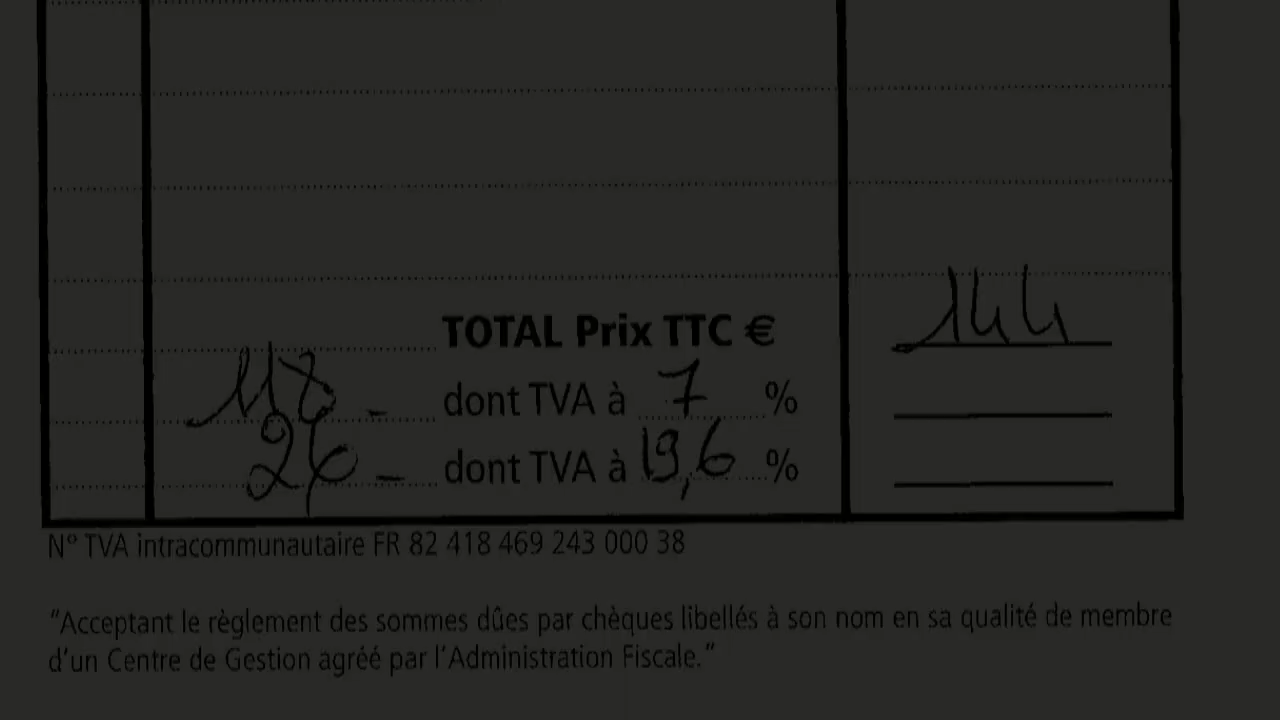 TOTAL Prix TTC € 144
118 - dont TVA à 7 %
26 - dont TVA à 19,6 %
N° TVA intracommunautaire FR 82 418 469 243 000 38
“Acceptant le règlement des sommes dûes par chèques libellés à son nom en sa qualité de membre
d'un Centre de Gestion agréé par l'Administration Fiscale.”